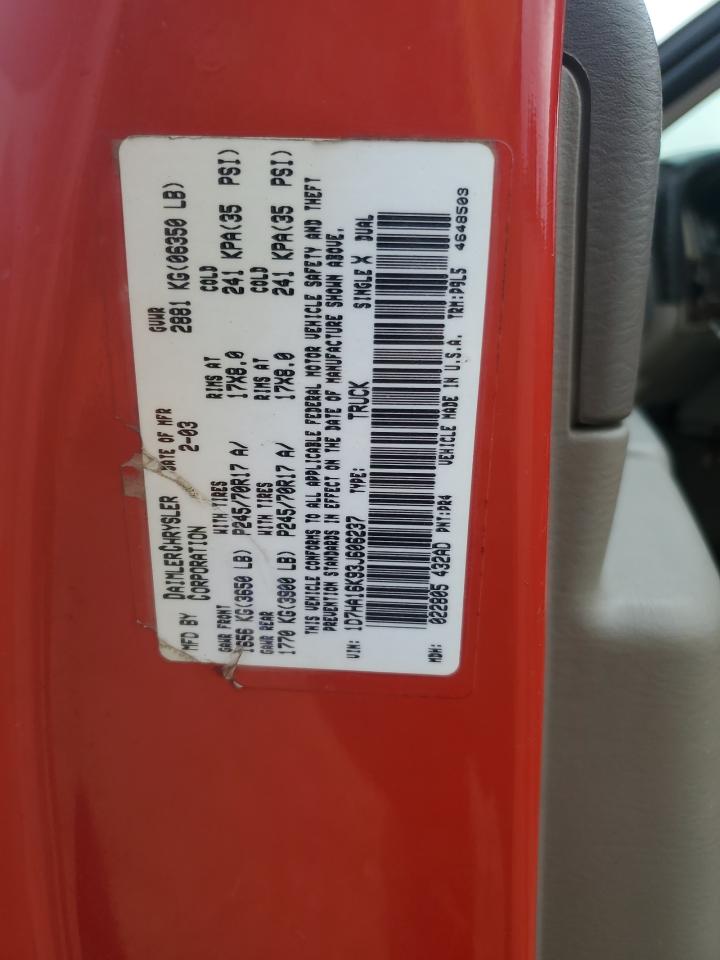 MFD BY DAIMLERCHRYSLER CORPORATION DATE OF MFR 2-03 GVWR 2881 KG(06350 LB)
GAWR FRONT WITH TIRES RIMS AT COLD
1656 KG(3650 LB) P245/70R17 A/ 17X8.0 241 KPA(35 PSI)
GAWR REAR WITH TIRES RIMS AT COLD
1770 KG(3900 LB) P245/70R17 A/ 17X8.0 241 KPA(35 PSI)
THIS VEHICLE CONFORMS TO ALL APPLICABLE FEDERAL MOTOR VEHICLE SAFETY AND THEFT
PREVENTION STANDARDS IN EFFECT ON THE DATE OF MANUFACTURE SHOWN ABOVE.
VIN: 1D7HA16K93J606237 TYPE: TRUCK SINGLE X DUAL
MDH: 022805 432AD PNT:PR4 VEHICLE MADE IN U.S.A. TRM:P9L5 4648503